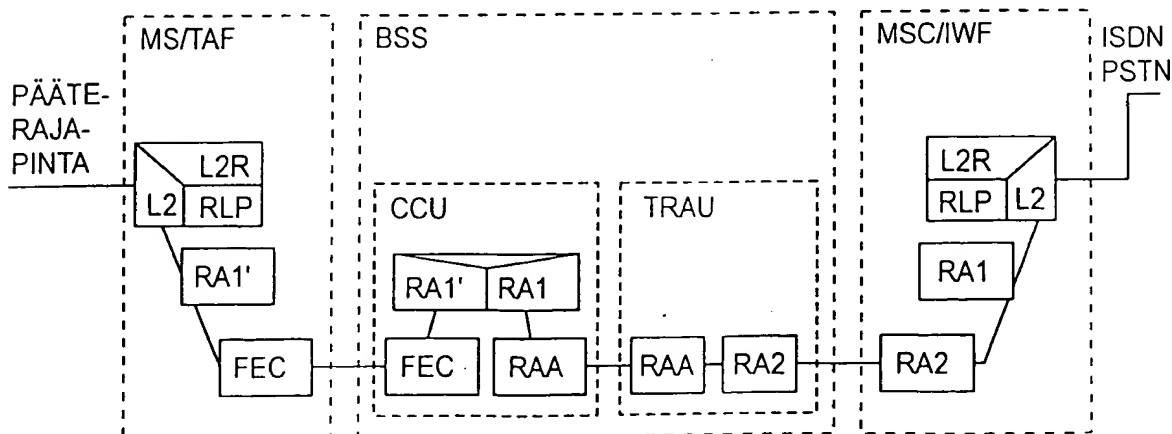 MS/TAF
BSS
MSC/IWF
ISDN
PSTN
PÄÄTE-
RAJA-
PINTA
L2R
L2
RLP
L2R
RLP
L2
CCU
TRAU
RA1'
RA1'
RA1
RA1
FEC
FEC
RAA
RAA
RA2
RA2